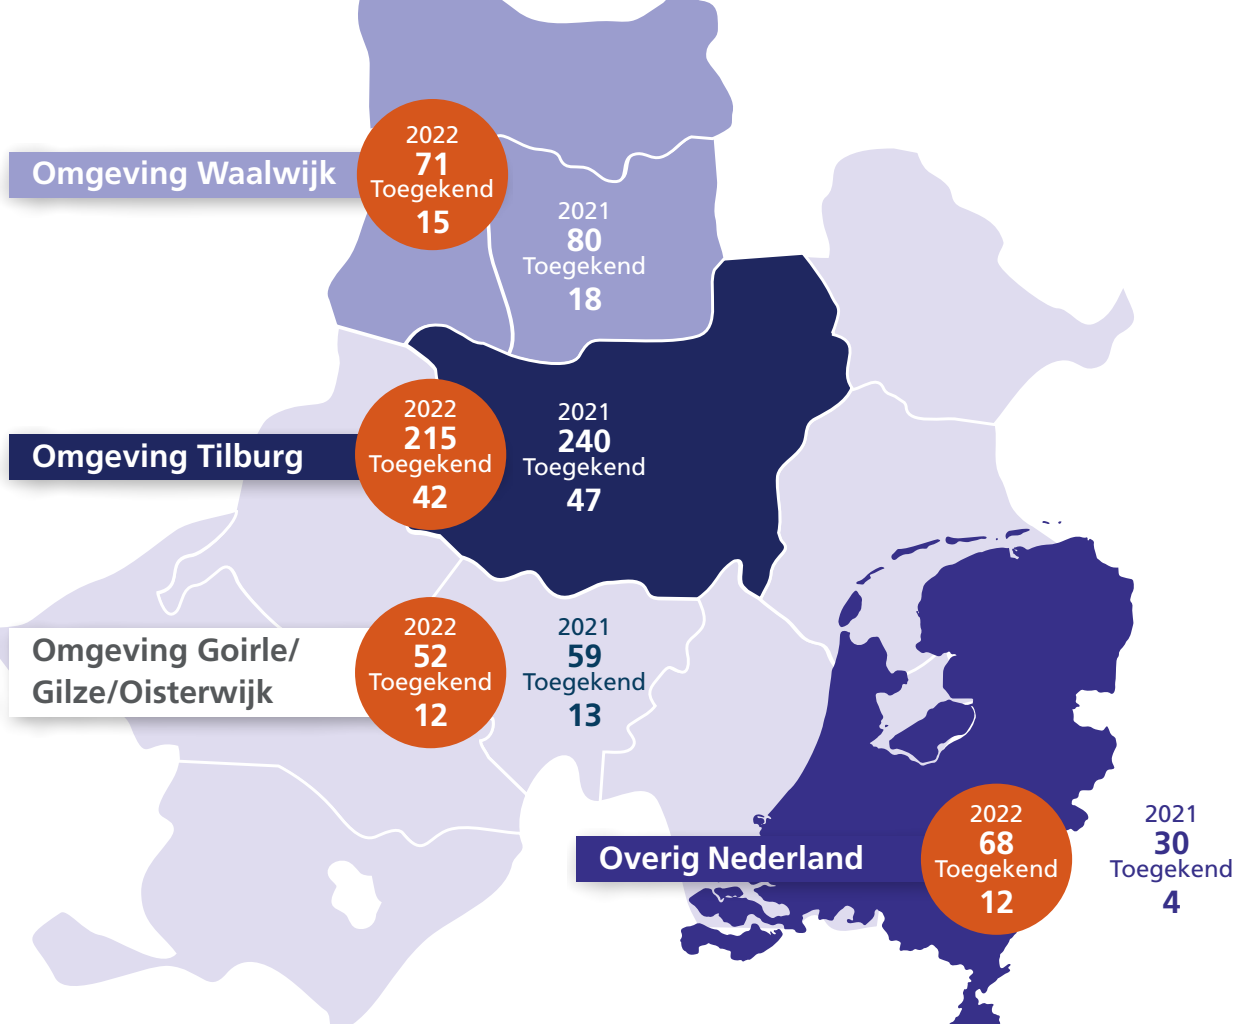 Omgeving Waalwijk
2022
71
Toegekend
15
2021
80
Toegekend
18
Omgeving Tilburg
2022
215
Toegekend
42
2021
240
Toegekend
47
Omgeving Goirle/
Gilze/Oisterwijk
2022
52
Toegekend
12
2021
59
Toegekend
13
Overig Nederland
2022
68
Toegekend
12
2021
30
Toegekend
4